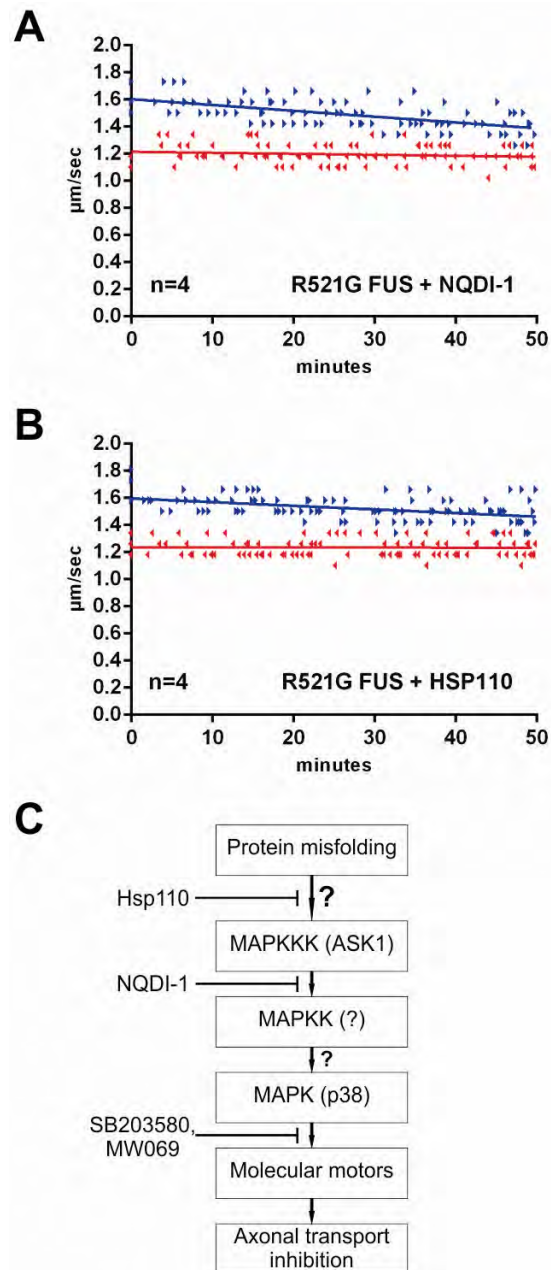 A
2.0
1.8
1.6
1.4
1.2
1.0
0.8
0.6
0.4
0.2
0.0
µm/sec
n=4
R521G FUS + NQDI-1
0 10 20 30 40 50
minutes
B
2.0
1.8
1.6
1.4
1.2
1.0
0.8
0.6
0.4
0.2
0.0
µm/sec
n=4
R521G FUS + HSP110
0 10 20 30 40 50
minutes
C
Protein misfolding
Hsp110
?
MAPKKK (ASK1)
NQDI-1
MAPKK (?)
?
MAPK (p38)
SB203580,
MW069
Molecular motors
Axonal transport
inhibition